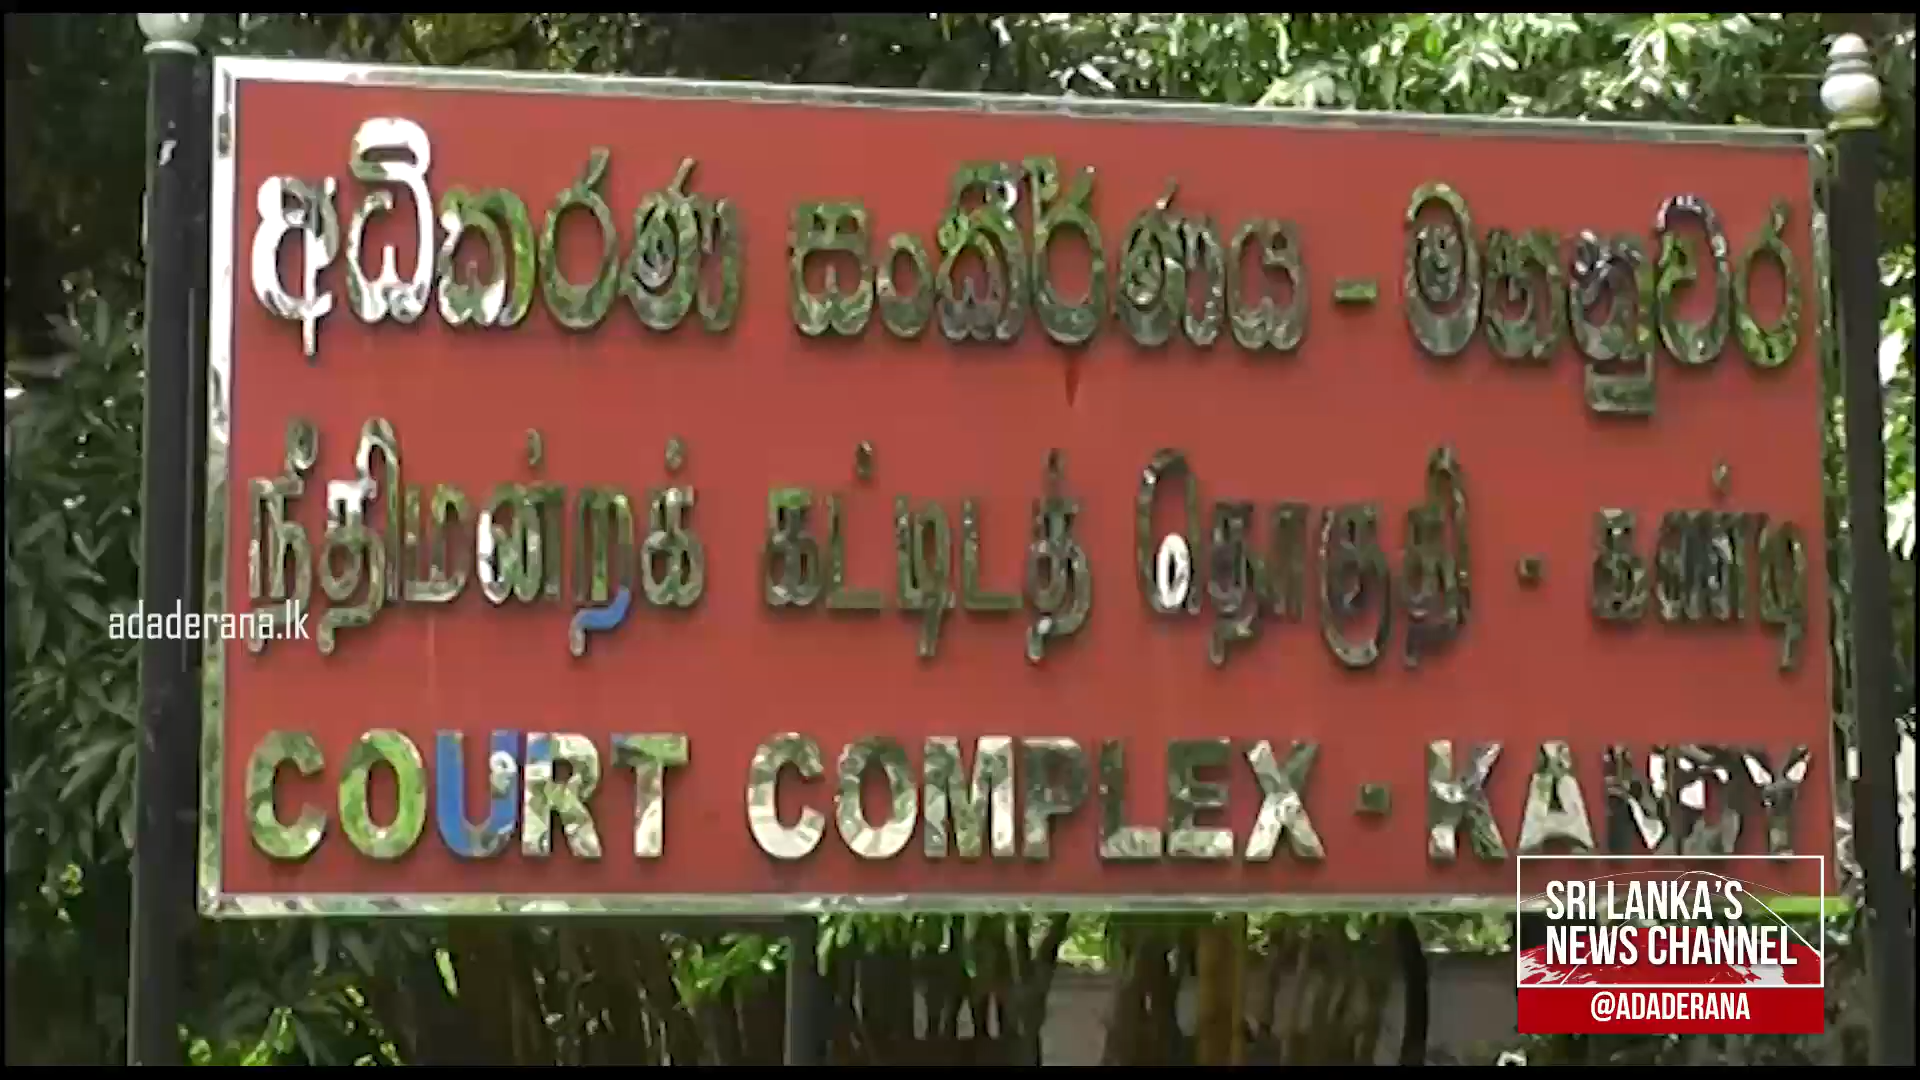 අධිකරණ සංකීර්ණය - මහනුවර
நீதிமன்றக் கட்டிடத் தொகுதி - கண்டி
COURT COMPLEX - KANDY
adaderana.lk
SRI LANKA'S
NEWS CHANNEL
@ADADERANA